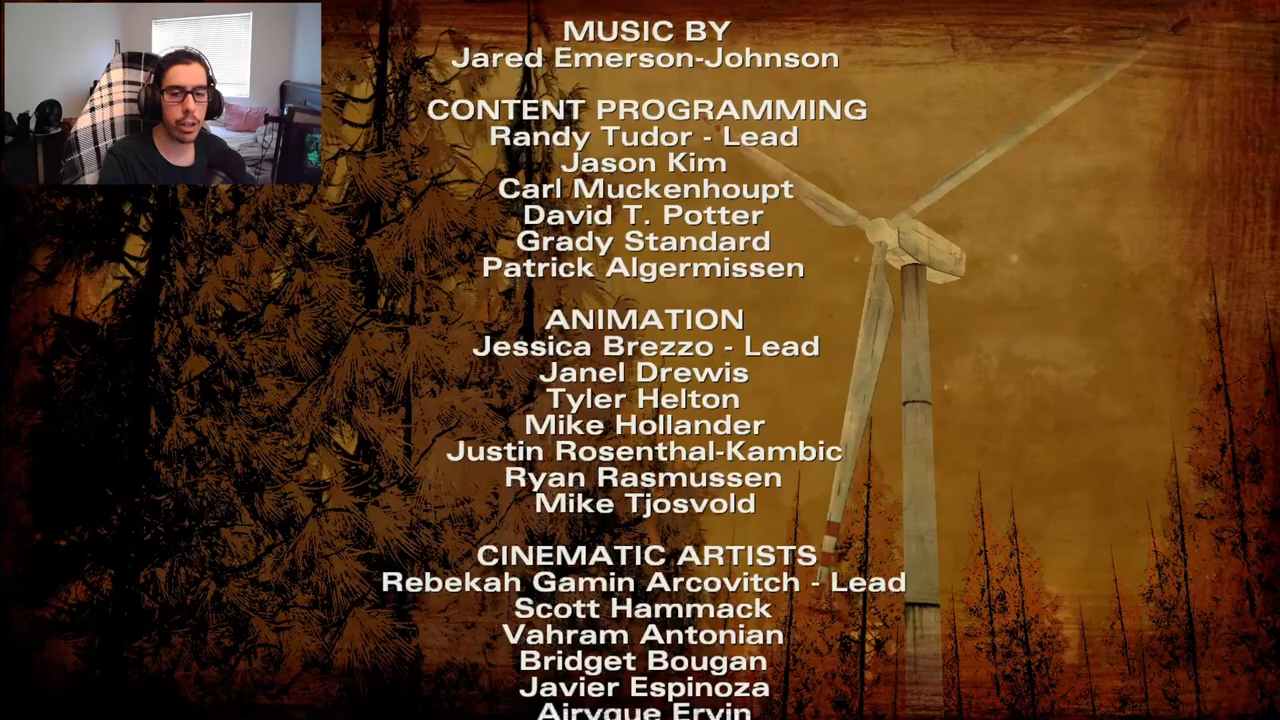 MUSIC BY
Jared Emerson-Johnson
CONTENT PROGRAMMING
Randy Tudor - Lead
Jason Kim
Carl Muckenhoupt
David T. Potter
Grady Standard
Patrick Algermissen
ANIMATION
Jessica Brezzo - Lead
Janel Drewis
Tyler Helton
Mike Hollander
Justin Rosenthal-Kambic
Ryan Rasmussen
Mike Tjosvold
CINEMATIC ARTISTS
Rebekah Gamin Arcovitch - Lead
Scott Hammack
Vahram Antonian
Bridget Bougan
Javier Espinoza
Airyque Ervin